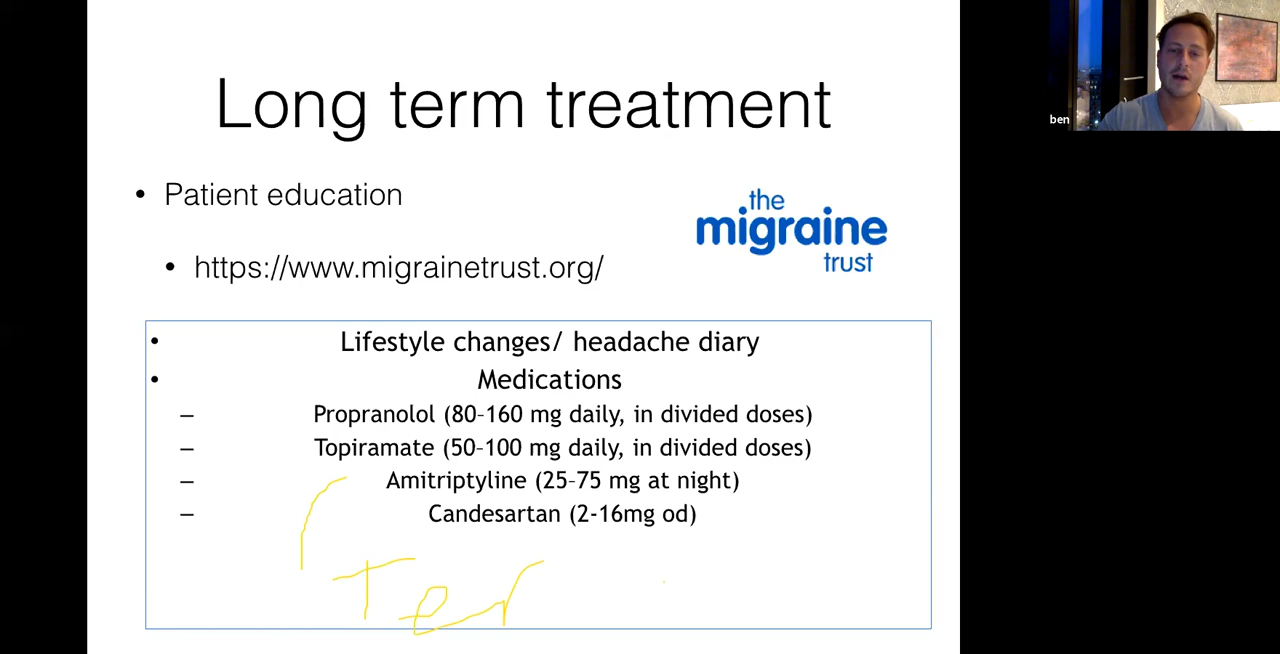 Long term treatment
• Patient education
• https://www.migrainetrust.org/
the
migraine
trust
• Lifestyle changes/ headache diary
• Medications
– Propranolol (80–160 mg daily, in divided doses)
– Topiramate (50–100 mg daily, in divided doses)
– Amitriptyline (25–75 mg at night)
– Candesartan (2-16mg od)
Ter
ben